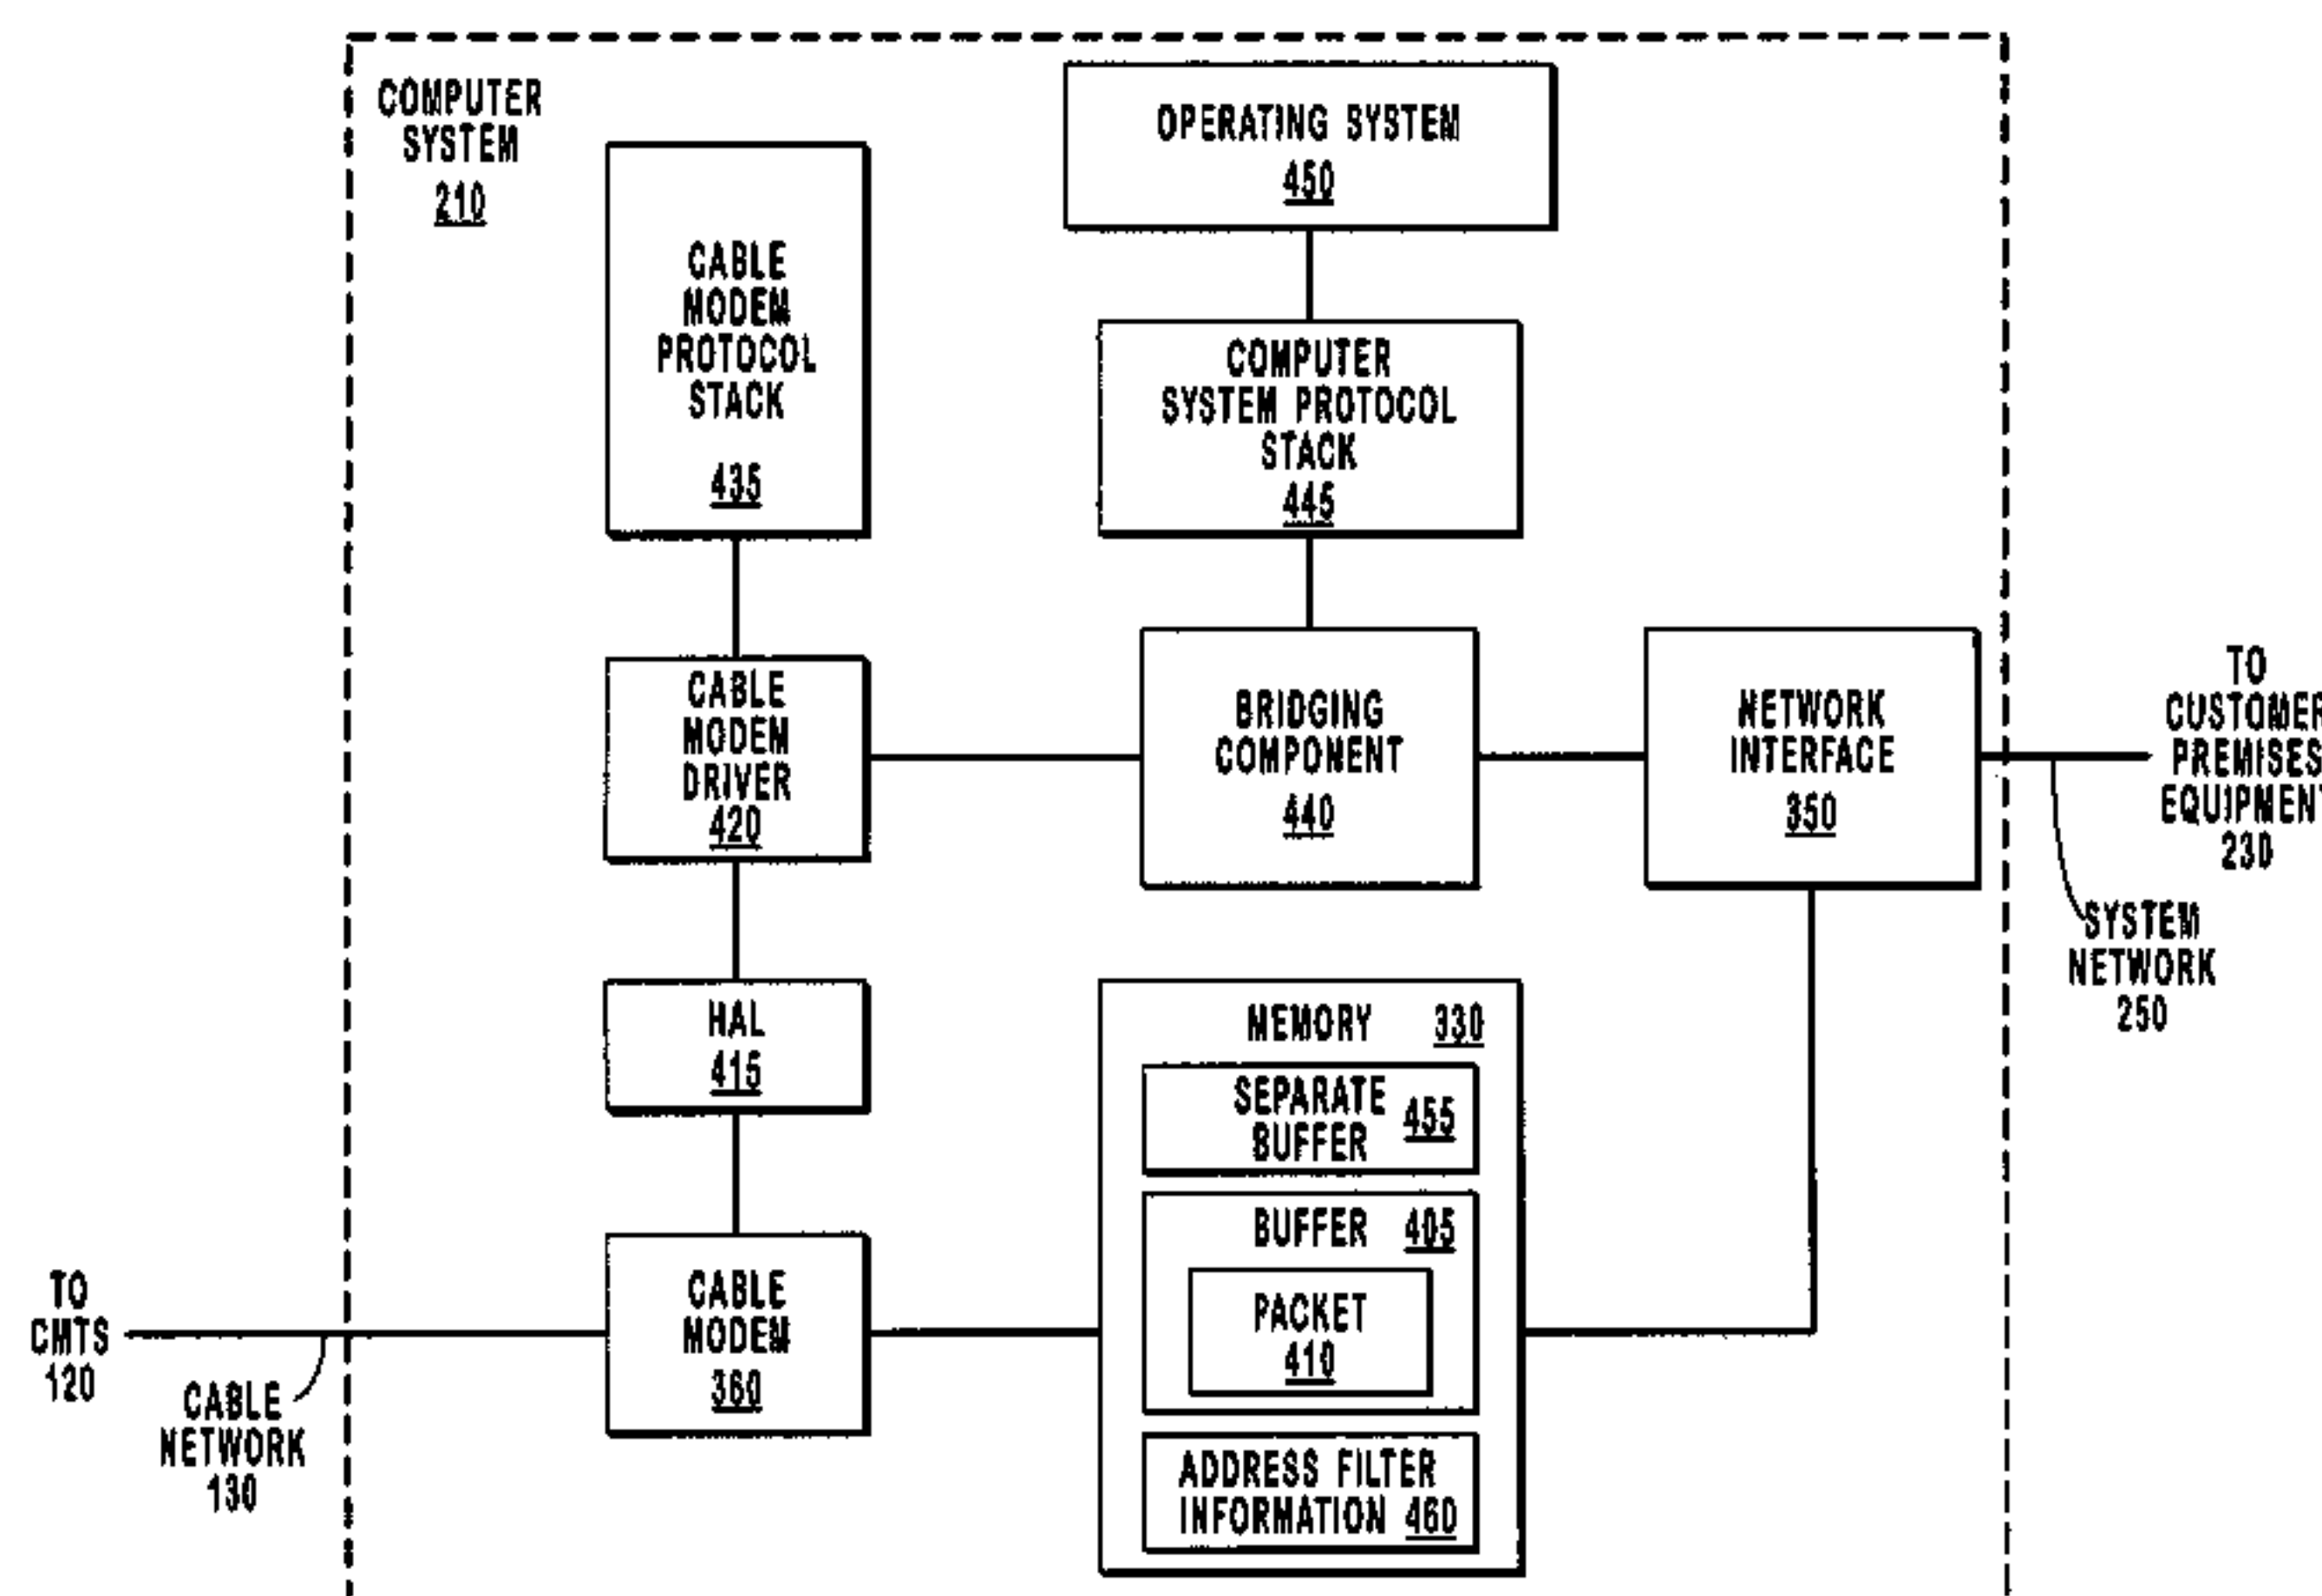 COMPUTER
SYSTEM
210
OPERATING SYSTEM
450
CABLE
MODEM
PROTOCOL
STACK
435
COMPUTER
SYSTEM PROTOCOL
STACK
445
CABLE
MODEM
DRIVER
420
BRIDGING
COMPONENT
440
NETWORK
INTERFACE
350
TO
CUSTOMER
PREMISES
EQUIPMENT
230
SYSTEM
NETWORK
250
HAL
415
MEMORY 330
SEPARATE
BUFFER 455
BUFFER 405
PACKET
410
ADDRESS FILTER
INFORMATION 460
CABLE
MODEM
360
TO
CMTS
120
CABLE
NETWORK
130